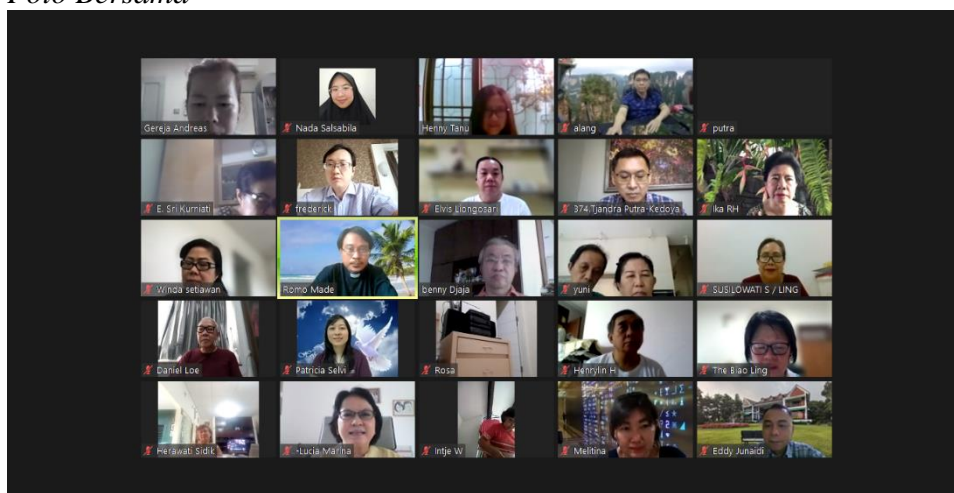 Foto Bersama
Gereja Andreas
Nada Salsabila
Henny Tanu
alang
putra
E. Sri Kurniati
frederick
Elvis Liongosari
374.Tjandra Putra-Kedoya
Ika RH
Winda setiawan
Romo Made
benny Djaja
yuni
SUSILOWATI S / LING
Daniel Loe
Patricia Selvi
Rosa
Henrylin H
The Biao Ling
Herawati Sidik
Lucia Marina
Intje W
Melitina
Eddy Junaidi